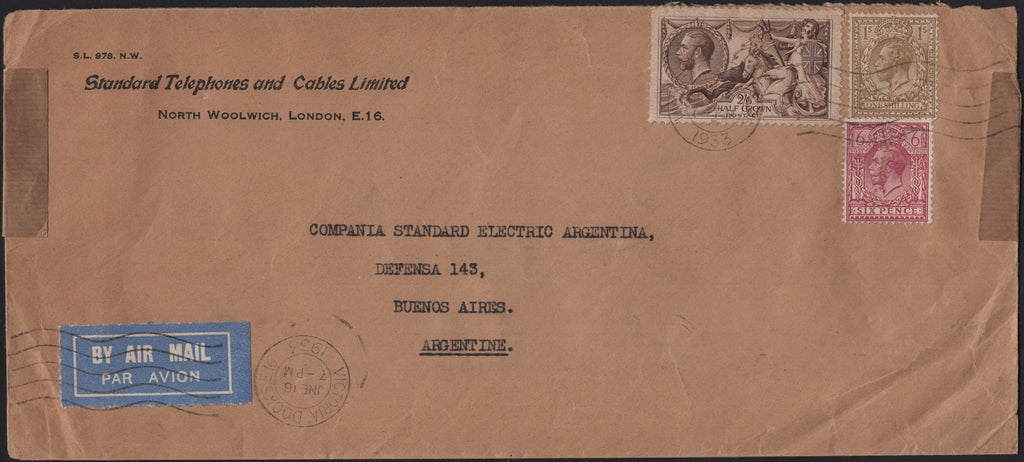 S.L. 978. N.W.
Standard Telephones and Cables Limited
NORTH WOOLWICH, LONDON, E.16.
2/6
HALF CROWN
1933
1S 1S
ONE SHILLING
6D 6D
SIX PENCE
COMPANIA STANDARD ELECTRIC ARGENTINA,
DEFENSA 143,
BUENOS AIRES.
ARGENTINE.
BY AIR MAIL
PAR AVION
VICTORIA DOCKS E.16
7 - PM
JNE 16
1933